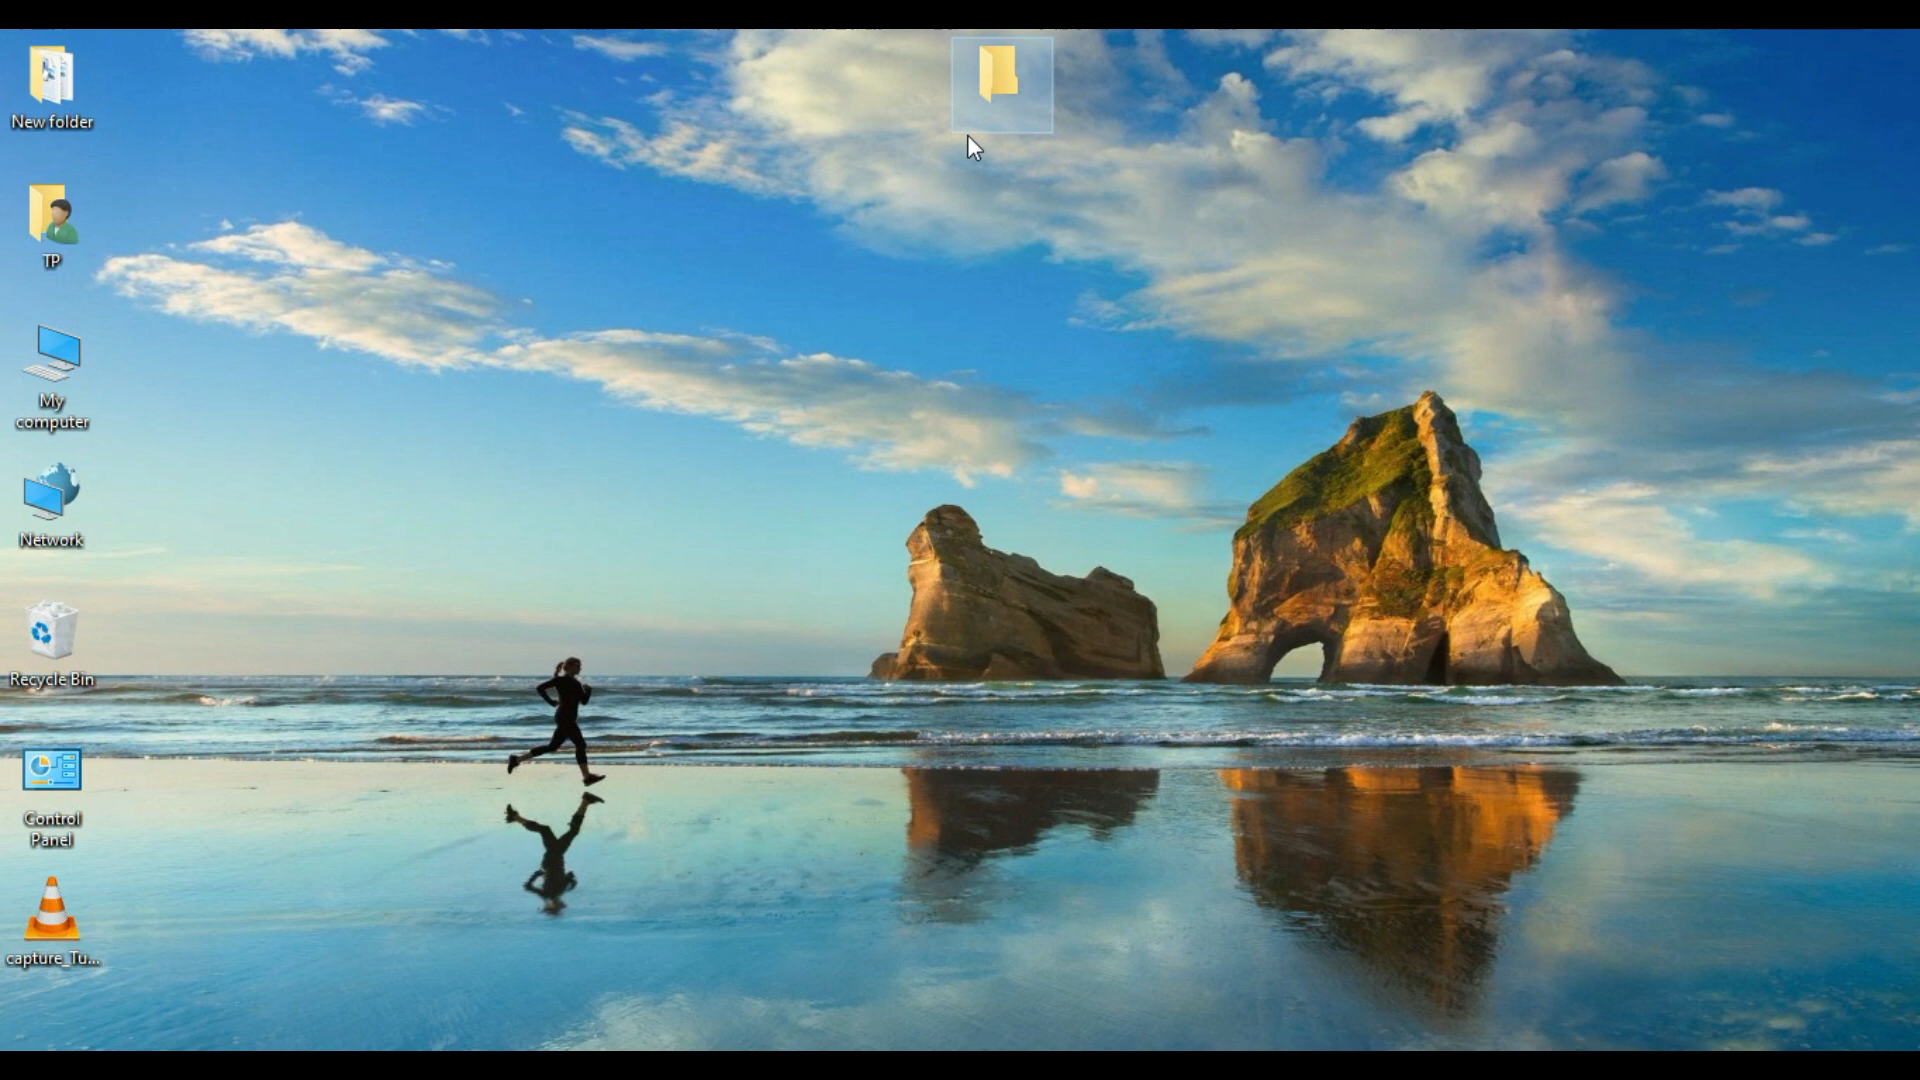 New folder
TP
My
computer
Network
Recycle Bin
Control
Panel
capture_Tu...